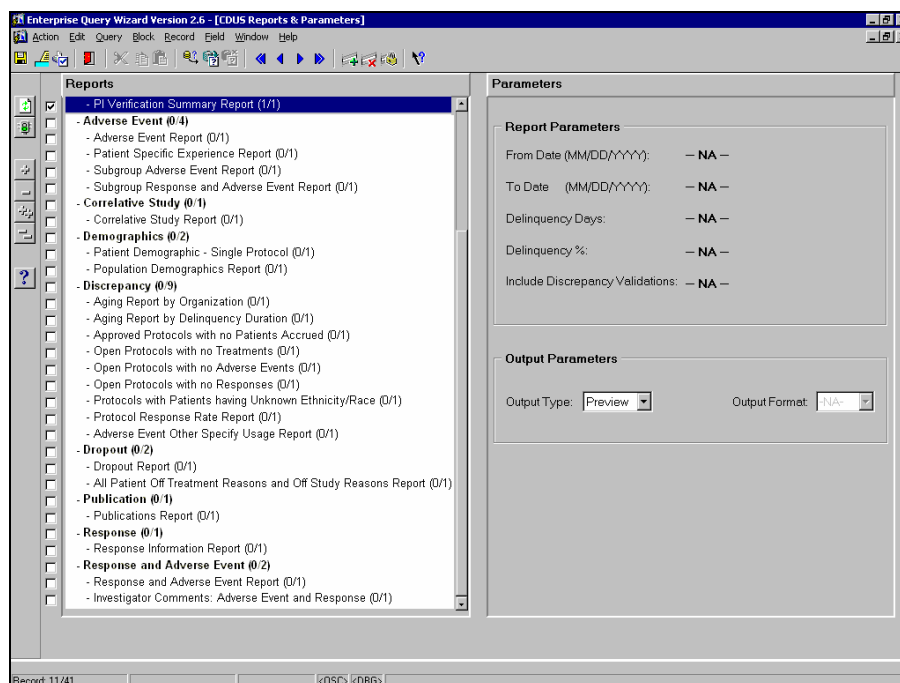 Enterprise Query Wizard Version 2.6 - [CDUS Reports & Parameters]
Action Edit Query Block Record Field Window Help
Reports
- PI Verification Summary Report (1/1)
- Adverse Event (0/4)
- Adverse Event Report (0/1)
- Patient Specific Experience Report (0/1)
- Subgroup Adverse Event Report (0/1)
- Subgroup Response and Adverse Event Report (0/1)
- Correlative Study (0/1)
- Correlative Study Report (0/1)
- Demographics (0/2)
- Patient Demographic - Single Protocol (0/1)
- Population Demographics Report (0/1)
- Discrepancy (0/9)
- Aging Report by Organization (0/1)
- Aging Report by Delinquency Duration (0/1)
- Approved Protocols with no Patients Accrued (0/1)
- Open Protocols with no Treatments (0/1)
- Open Protocols with no Adverse Events (0/1)
- Open Protocols with no Responses (0/1)
- Protocols with Patients having Unknown Ethnicity/Race (0/1)
- Protocol Response Rate Report (0/1)
- Adverse Event Other Specify Usage Report (0/1)
- Dropout (0/2)
- Dropout Report (0/1)
- All Patient Off Treatment Reasons and Off Study Reasons Report (0/1)
- Publication (0/1)
- Publications Report (0/1)
- Response (0/1)
- Response Information Report (0/1)
- Response and Adverse Event (0/2)
- Response and Adverse Event Report (0/1)
- Investigator Comments: Adverse Event and Response (0/1)
Parameters
Report Parameters
From Date (MM/DD/YYYY): – NA –
To Date (MM/DD/YYYY): – NA –
Delinquency Days: – NA –
Delinquency %: – NA –
Include Discrepancy Validations: – NA –
Output Parameters
Output Type: Preview Output Format: -NA-
Record: 11/41 <OSC> <DBG>